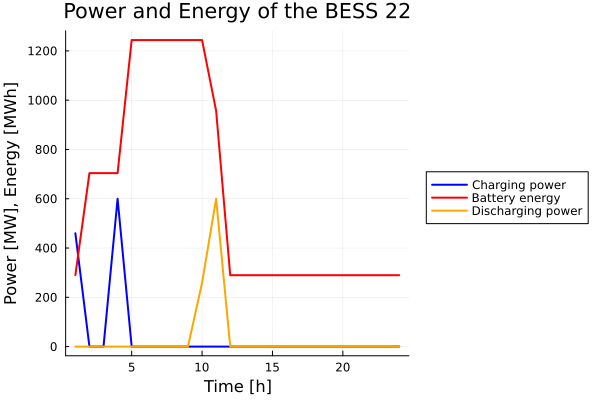 Power and Energy of the BESS 22
Power [MW], Energy [MWh]
1200
1000
800
600
400
200
0
5
10
15
20
Time [h]
Charging power
Battery energy
Discharging power